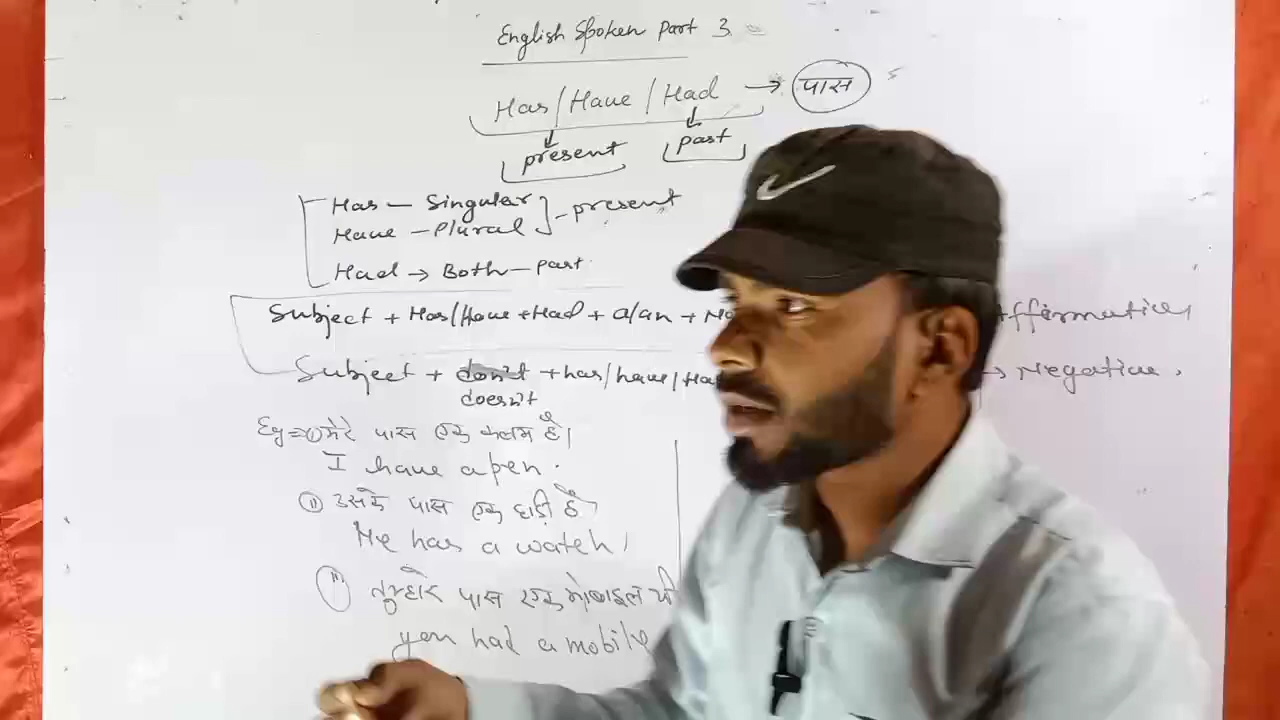 English Spoken Part 3
Has/Have/Had → पास
present past
Has – Singular
Have – Plural
present
Had → Both – past
Subject + Has/Have + Had + a/an +
Affirmative
Subject + don't + has/have/
→ Negative.
doesn't
Eg = ① मेरे पास एक कलम है।
I have a pen.
② उसके पास एक घड़ी है
He has a watch
तुम्हारे पास एक मोबाइल थी
you had a mobile